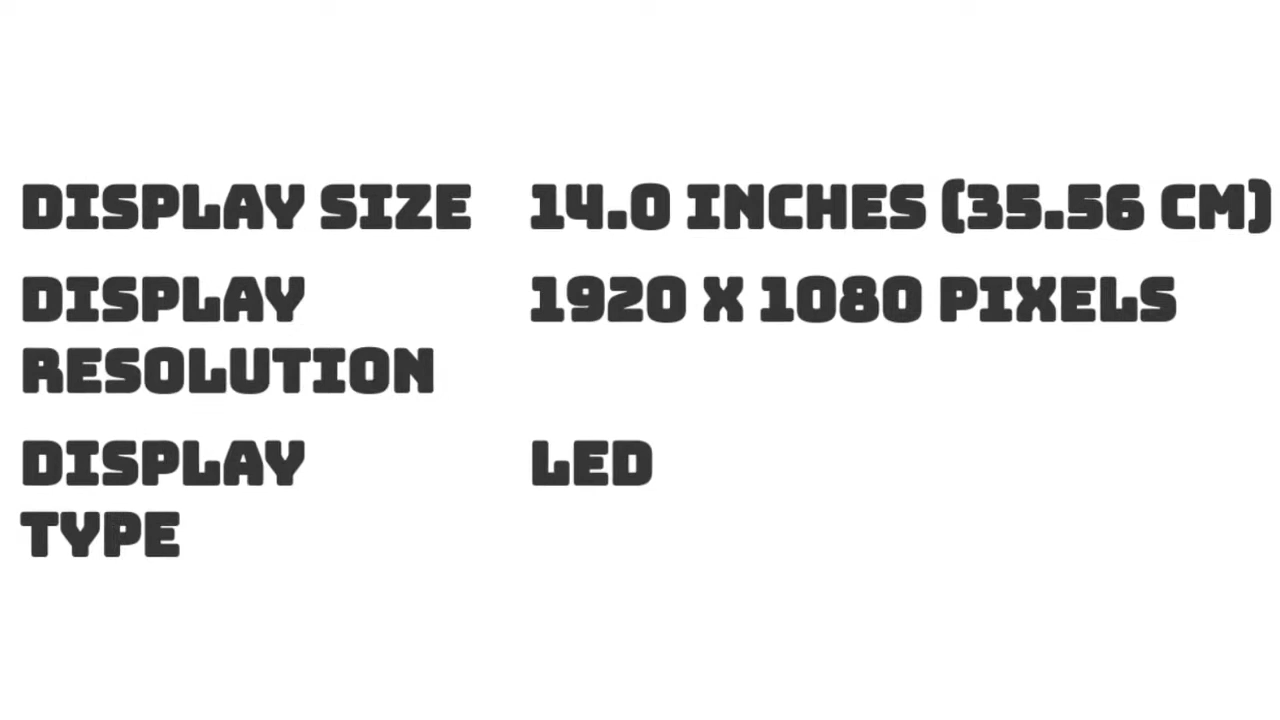 DISPLAY SIZE 14.0 INCHES (35.56 CM)
DISPLAY RESOLUTION 1920 X 1080 PIXELS
DISPLAY TYPE LED